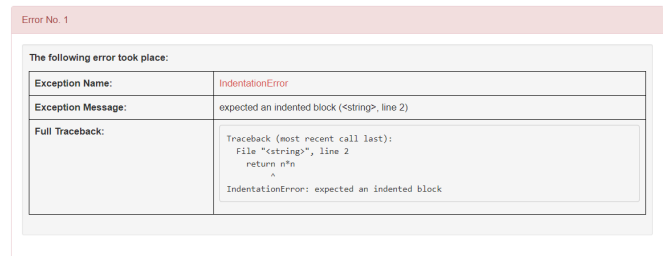 Error No. 1
The following error took place:
Exception Name: IndentationError
Exception Message: expected an indented block (<string>, line 2)
Full Traceback:
Traceback (most recent call last):
  File "<string>", line 2
    return n*n
         ^
IndentationError: expected an indented block